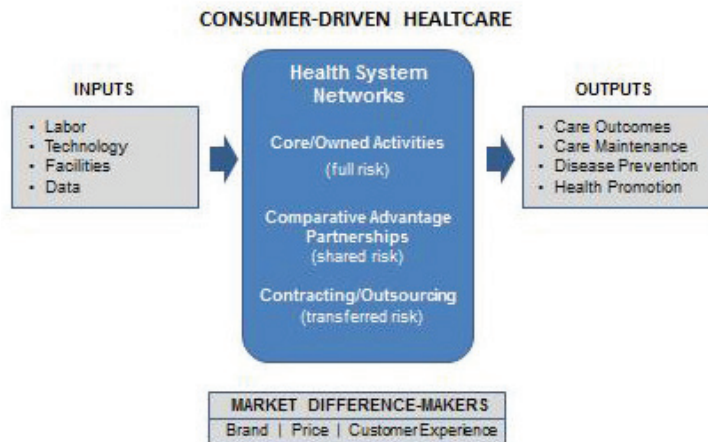 CONSUMER-DRIVEN HEALTCARE
INPUTS
• Labor
• Technology
• Facilities
• Data
Health System
Networks
Core/Owned Activities
(full risk)
Comparative Advantage
Partnerships
(shared risk)
Contracting/Outsourcing
(transferred risk)
OUTPUTS
• Care Outcomes
• Care Maintenance
• Disease Prevention
• Health Promotion
MARKET DIFFERENCE-MAKERS
Brand | Price | Customer Experience